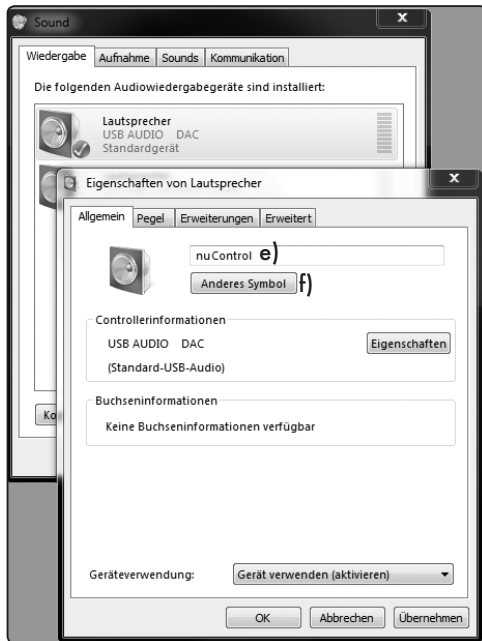 Sound
x
Wiedergabe Aufnahme Sounds Kommunikation
Die folgenden Audiowiedergabegeräte sind installiert:
Lautsprecher
USB AUDIO DAC
Standardgerät
Eigenschaften von Lautsprecher
x
Allgemein Pegel Erweiterungen Erweitert
nuControl e)
Anderes Symbol f)
Controllerinformationen
USB AUDIO DAC
Eigenschaften
(Standard-USB-Audio)
Buchseninformationen
Keine Buchseninformationen verfügbar
Geräteverwendung: Gerät verwenden (aktivieren)
OK Abbrechen Übernehmen